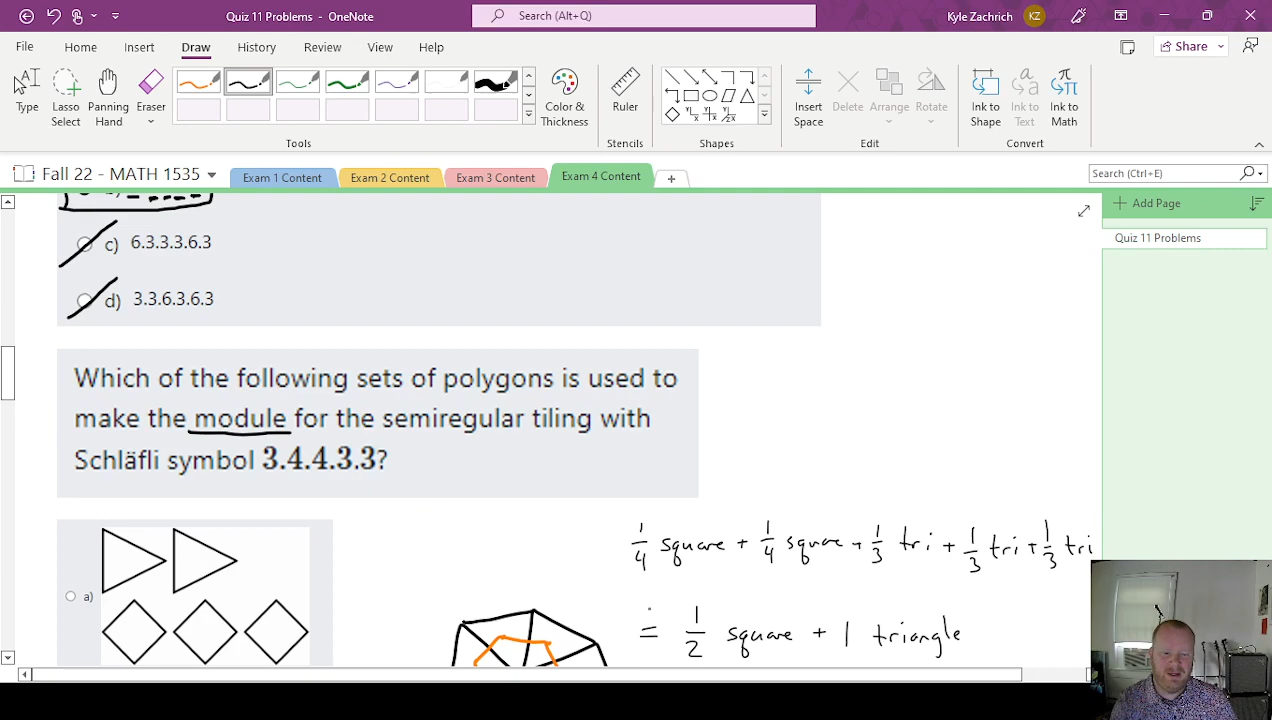 Quiz 11 Problems - OneNote
Search (Alt+Q)
Kyle Zachrich
KZ
File
Home
Insert
Draw
History
Review
View
Help
Share
Type
Lasso Select
Panning Hand
Eraser
Color & Thickness
Ruler
Insert Space
Delete
Arrange
Rotate
Ink to Shape
Ink to Text
Ink to Math
Tools
Stencils
Shapes
Edit
Convert
Fall 22 - MATH 1535
Exam 1 Content
Exam 2 Content
Exam 3 Content
Exam 4 Content
Search (Ctrl+E)
Add Page
Quiz 11 Problems
c) 6.3.3.3.6.3
d) 3.3.6.3.6.3
Which of the following sets of polygons is used to
make the module for the semiregular tiling with
Schläfli symbol 3.4.4.3.3?
a)
1/4 square + 1/4 square + 1/3 tri + 1/3 tri + 1/3 tri
= 1/2 square + 1 triangle